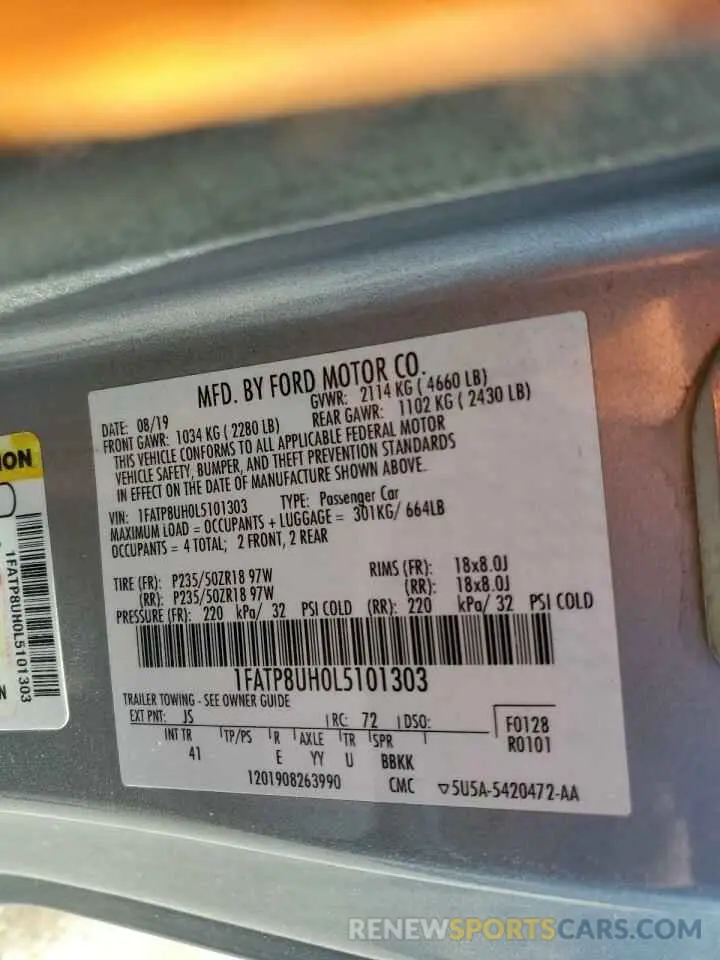 MFD. BY FORD MOTOR CO.
DATE: 08/19 GVWR: 2114 KG ( 4660 LB)
FRONT GAWR: 1034 KG ( 2280 LB) REAR GAWR: 1102 KG ( 2430 LB)
THIS VEHICLE CONFORMS TO ALL APPLICABLE FEDERAL MOTOR
VEHICLE SAFETY, BUMPER, AND THEFT PREVENTION STANDARDS
IN EFFECT ON THE DATE OF MANUFACTURE SHOWN ABOVE.
VIN: 1FATP8UH0L5101303 TYPE: Passenger Car
MAXIMUM LOAD = OCCUPANTS + LUGGAGE = 301KG/ 664LB
OCCUPANTS = 4 TOTAL; 2 FRONT, 2 REAR
TIRE (FR): P235/50ZR18 97W RIMS (FR): 18x8.0J
(RR): P235/50ZR18 97W (RR): 18x8.0J
PRESSURE (FR): 220 kPa/ 32 PSI COLD (RR): 220 kPa/ 32 PSI COLD
1FATP8UH0L5101303
TRAILER TOWING - SEE OWNER GUIDE
EXT PNT: JS RC: 72 DSO: F0128
INT TR TP/PS R AXLE TR SPR R0101
41 E YY U BBKK
1201908263990 CMC ▽5U5A-5420472-AA
ION
1FATP8UH0L5101303
N
RENEWSPORTSCARS.COM